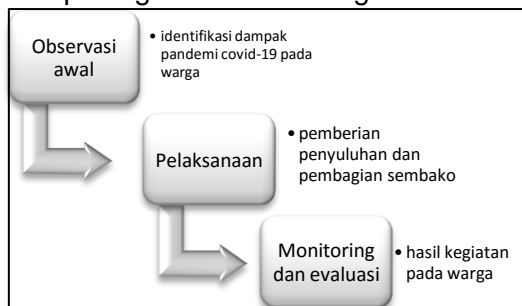 Observasi
awal
• identifikasi dampak
pandemi covid-19 pada
warga
Pelaksanaan
• pemberian
penyuluhan dan
pembagian sembako
Monitoring
dan evaluasi
• hasil kegiatan
pada warga